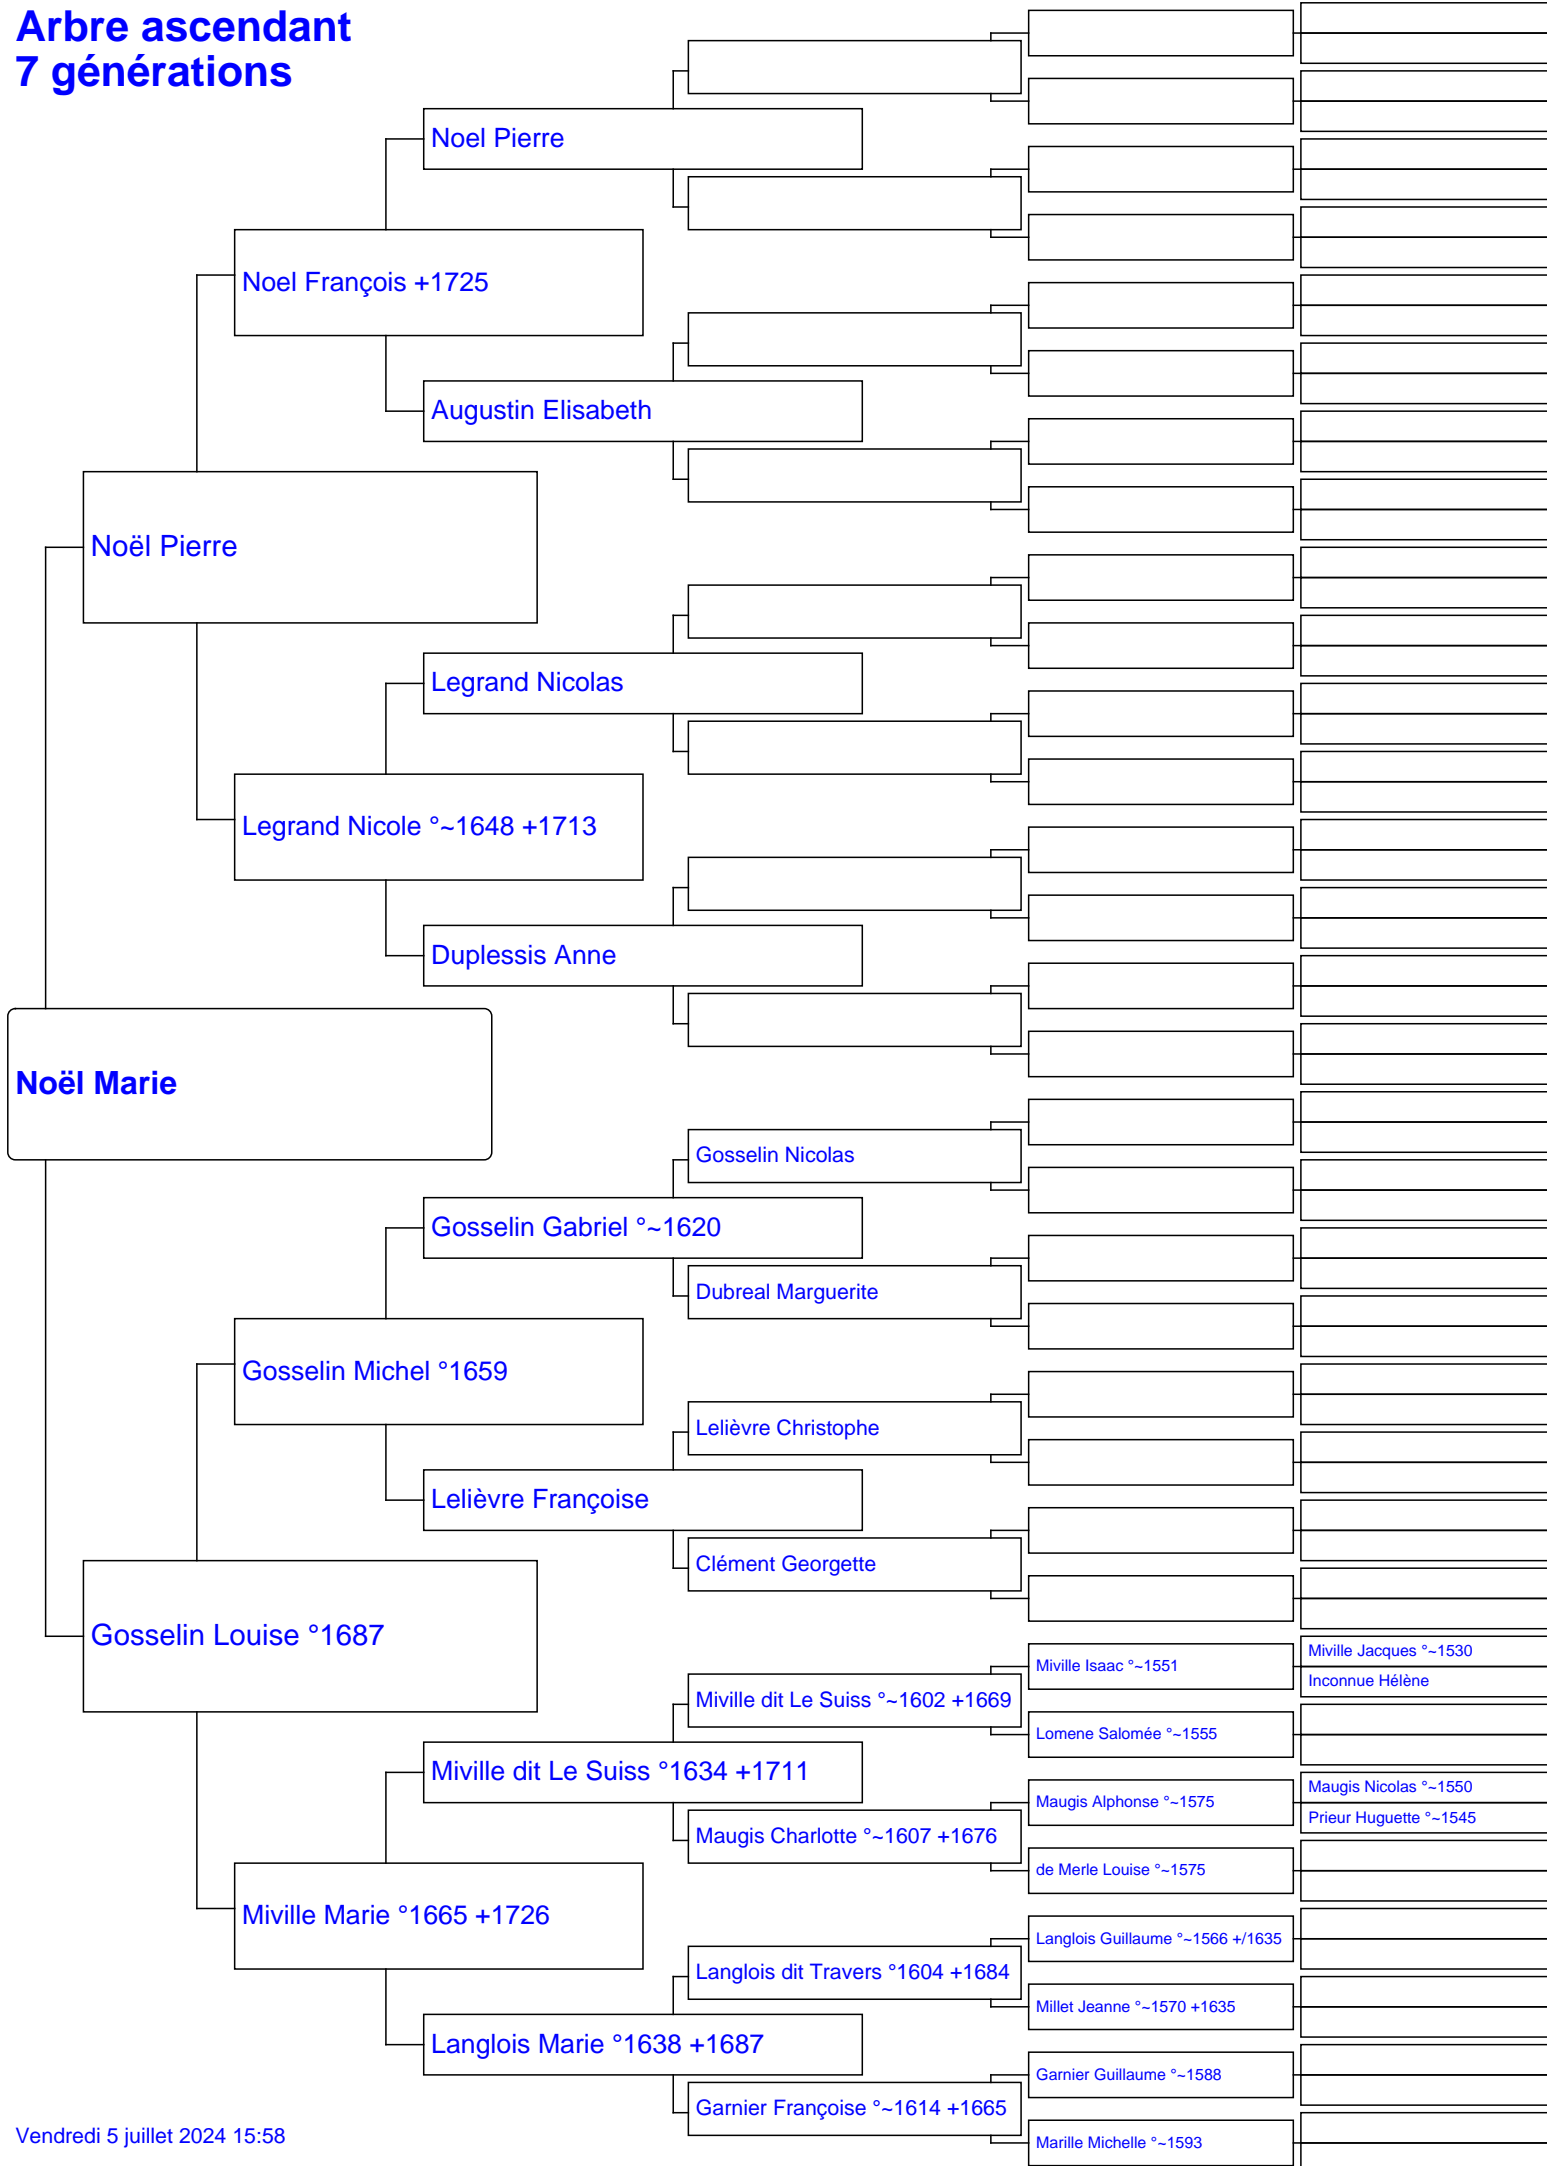 Arbre ascendant
7 générations
Noel Pierre
Noel François +1725
Augustin Elisabeth
Noël Pierre
Legrand Nicolas
Legrand Nicole °~1648 +1713
Duplessis Anne
Noël Marie
Gosselin Nicolas
Gosselin Gabriel °~1620
Dubreal Marguerite
Gosselin Michel °1659
Lelièvre Christophe
Lelièvre Françoise
Clément Georgette
Gosselin Louise °1687
Miville Jacques °~1530
Miville Isaac °~1551
Inconnue Hélène
Miville dit Le Suiss °~1602 +1669
Lomene Salomée °~1555
Miville dit Le Suiss °1634 +1711
Maugis Nicolas °~1550
Maugis Alphonse °~1575
Prieur Huguette °~1545
Maugis Charlotte °~1607 +1676
de Merle Louise °~1575
Miville Marie °1665 +1726
Langlois Guillaume °~1566 +/1635
Langlois dit Travers °1604 +1684
Millet Jeanne °~1570 +1635
Langlois Marie °1638 +1687
Garnier Guillaume °~1588
Garnier Françoise °~1614 +1665
Marille Michelle °~1593
Vendredi 5 juillet 2024 15:58